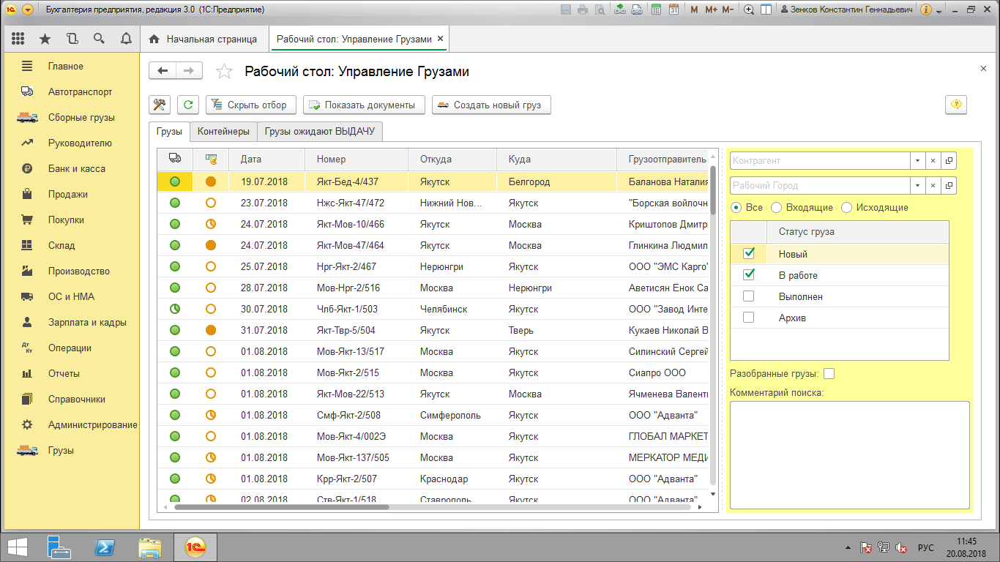 Бухгалтерия предприятия, редакция 3.0 (1С:Предприятие)
31 М М+ М- Зенков Константин Геннадьевич
Начальная страница
Рабочий стол: Управление Грузами ×
Главное
Автотранспорт
Сборные грузы
Руководителю
Банк и касса
Продажи
Покупки
Склад
Производство
ОС и НМА
Зарплата и кадры
Операции
Отчеты
Справочники
Администрирование
Грузы
Рабочий стол: Управление Грузами
Скрыть отбор Показать документы Создать новый груз
Грузы Контейнеры Грузы ожидают ВЫДАЧУ
Дата Номер Откуда Куда Грузоотправитель
19.07.2018 Якт-Бед-4/437 Якутск Белгород Баланова Наталия
23.07.2018 Нжс-Якт-47/472 Нижний Нов... Якутск "Борская войлочн
24.07.2018 Якт-Мов-10/466 Якутск Москва Криштопов Дмитр
24.07.2018 Якт-Мов-47/464 Якутск Москва Глинкина Людмил
25.07.2018 Нрг-Якт-2/467 Нерюнгри Якутск ООО "ЭМС Карго"
28.07.2018 Мов-Нрг-2/516 Москва Нерюнгри Аветисян Енок Са
30.07.2018 Члб-Якт-1/503 Челябинск Якутск ООО "Завод Инте
31.07.2018 Якт-Твр-5/504 Якутск Тверь Кукаев Николай В
01.08.2018 Мов-Якт-13/517 Москва Якутск Силинский Сергей
01.08.2018 Мов-Якт-2/515 Москва Якутск Сиапро ООО
01.08.2018 Якт-Мов-22/513 Якутск Москва Ячменева Валент
01.08.2018 Смф-Якт-2/508 Симферополь Якутск ООО "Адванта"
01.08.2018 Мов-Якт-4/002Э Москва Якутск ГЛОБАЛ МАРКЕТ
01.08.2018 Мов-Якт-137/505 Москва Якутск МЕРКАТОР МЕДИ
01.08.2018 Крр-Якт-2/507 Краснодар Якутск ООО "Адванта"
02.08.2018 Ств-Якт-1/518 Ставрополь Якутск ООО "Адванта"
Контрагент
Рабочий Город
Все Входящие Исходящие
Статус груза
Новый
В работе
Выполнен
Архив
Разобранные грузы:
Комментарий поиска:
РУС
11:45
20.08.2018